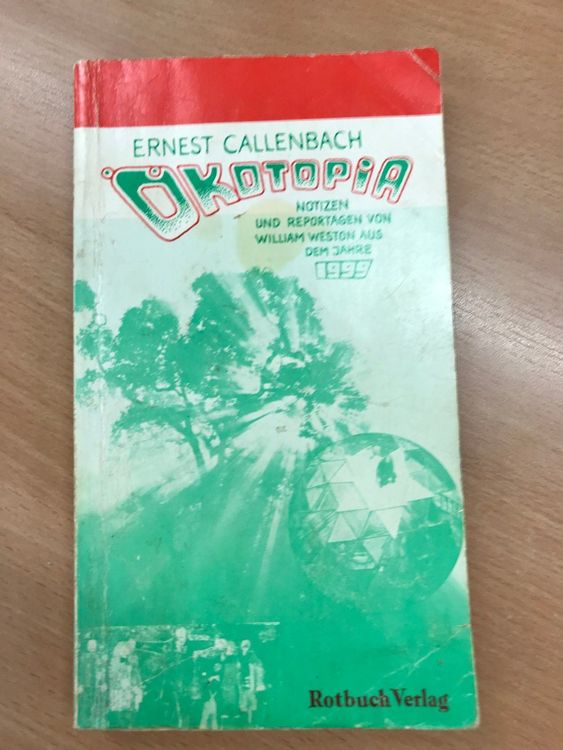 ERNEST CALLENBACH
ÖKOTOPIA
NOTIZEN
UND REPORTAGEN VON
WILLIAM WESTON AUS
DEM JAHRE
1999
Rotbuch Verlag